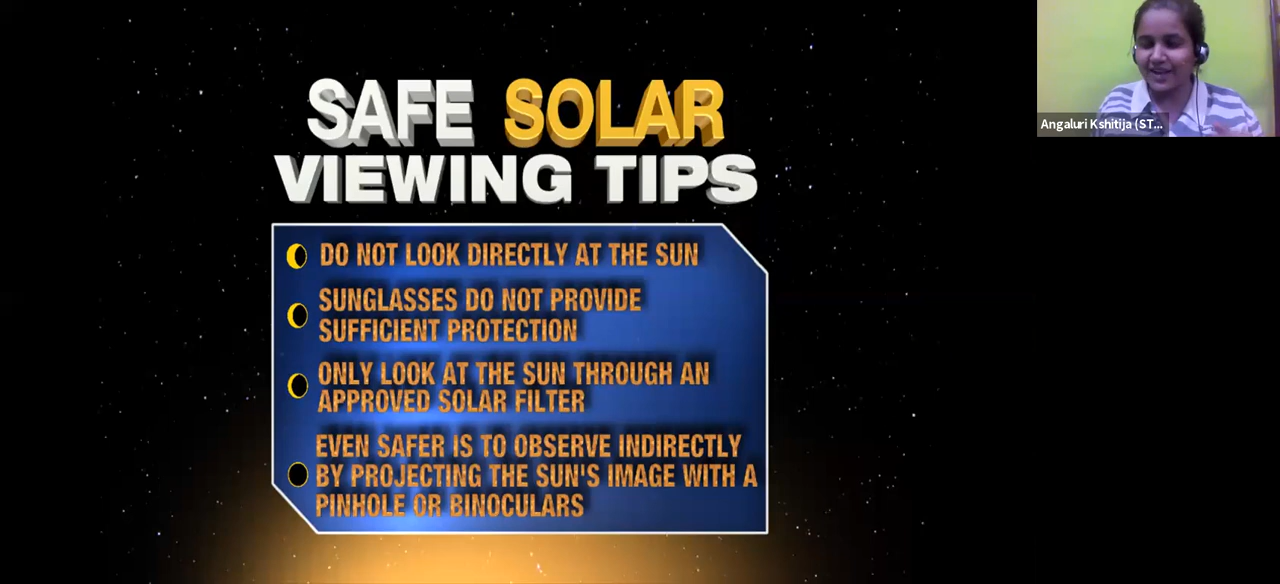 SAFE SOLAR
VIEWING TIPS
DO NOT LOOK DIRECTLY AT THE SUN
SUNGLASSES DO NOT PROVIDE
SUFFICIENT PROTECTION
ONLY LOOK AT THE SUN THROUGH AN
APPROVED SOLAR FILTER
EVEN SAFER IS TO OBSERVE INDIRECTLY
BY PROJECTING THE SUN'S IMAGE WITH A
PINHOLE OR BINOCULARS
Angaluri Kshitija (ST...